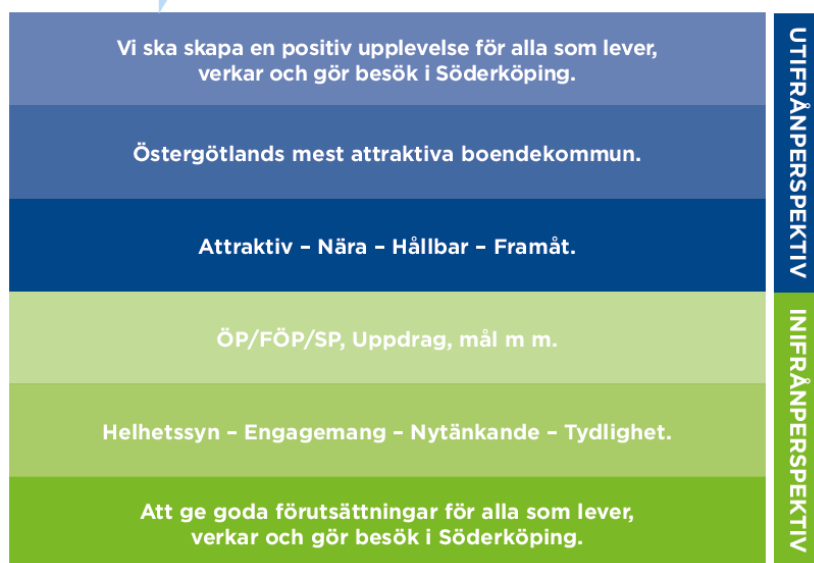 Vi ska skapa en positiv upplevelse för alla som lever,
verkar och gör besök i Söderköping.
Östergötlands mest attraktiva boendekommun.
Attraktiv – Nära – Hållbar – Framåt.
ÖP/FÖP/SP, Uppdrag, mål m m.
Helhetssyn – Engagemang – Nytänkande – Tydlighet.
Att ge goda förutsättningar för alla som lever,
verkar och gör besök i Söderköping.
UTIFRÅNPERSPEKTIV
INIFRÅNPERSPEKTIV